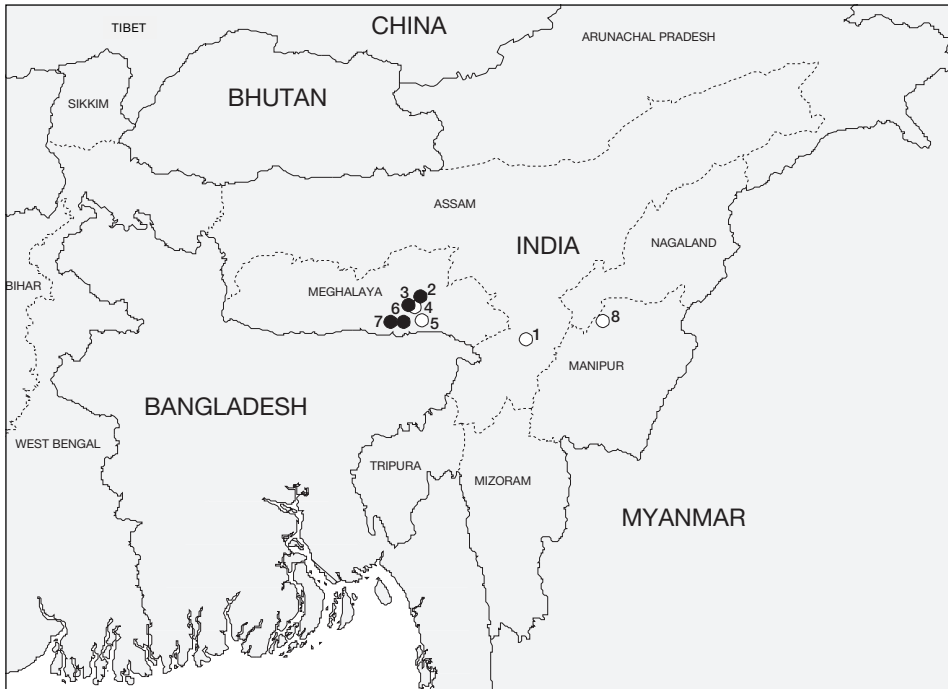 CHINA
TIBET
ARUNACHAL PRADESH
BHUTAN
SIKKIM
ASSAM
INDIA
NAGALAND
BIHAR
MEGHALAYA
2
3
4
6
7
5
1
8
MANIPUR
BANGLADESH
WEST BENGAL
TRIPURA
MIZORAM
MYANMAR